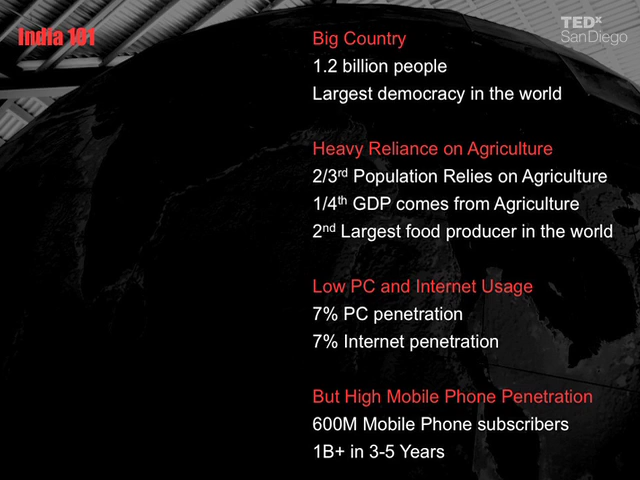 India 101
TEDx
SanDiego
Big Country
1.2 billion people
Largest democracy in the world
Heavy Reliance on Agriculture
2/3rd Population Relies on Agriculture
1/4th GDP comes from Agriculture
2nd Largest food producer in the world
Low PC and Internet Usage
7% PC penetration
7% Internet penetration
But High Mobile Phone Penetration
600M Mobile Phone subscribers
1B+ in 3-5 Years